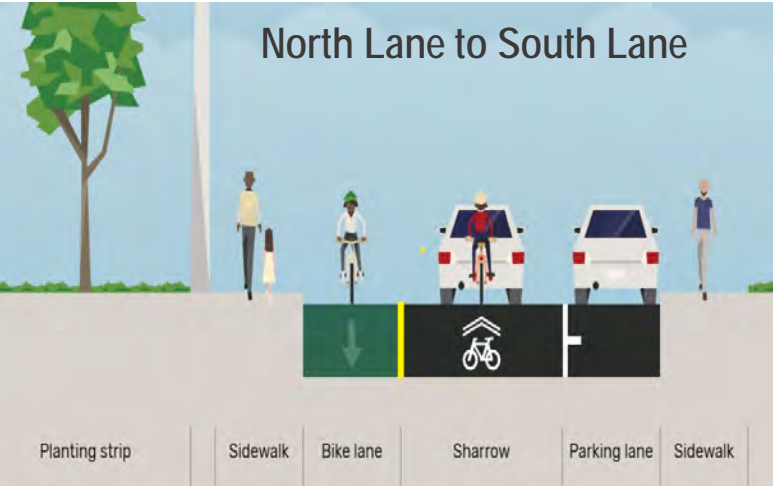 North Lane to South Lane
Planting strip
Sidewalk
Bike lane
Sharrow
Parking lane
Sidewalk